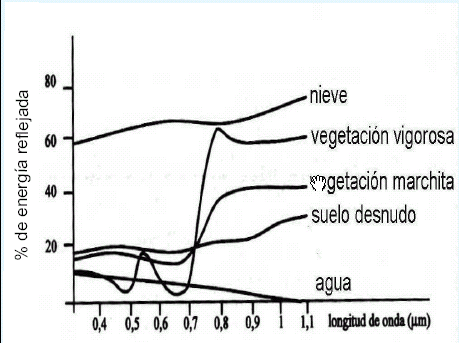 % de energía reflejada
80
60
40
20
nieve
vegetación vigorosa
vegetación marchita
suelo desnudo
agua
0,4 0,5 0,6 0,7 0,8 0,9 1 1,1 longitud de onda (µm)